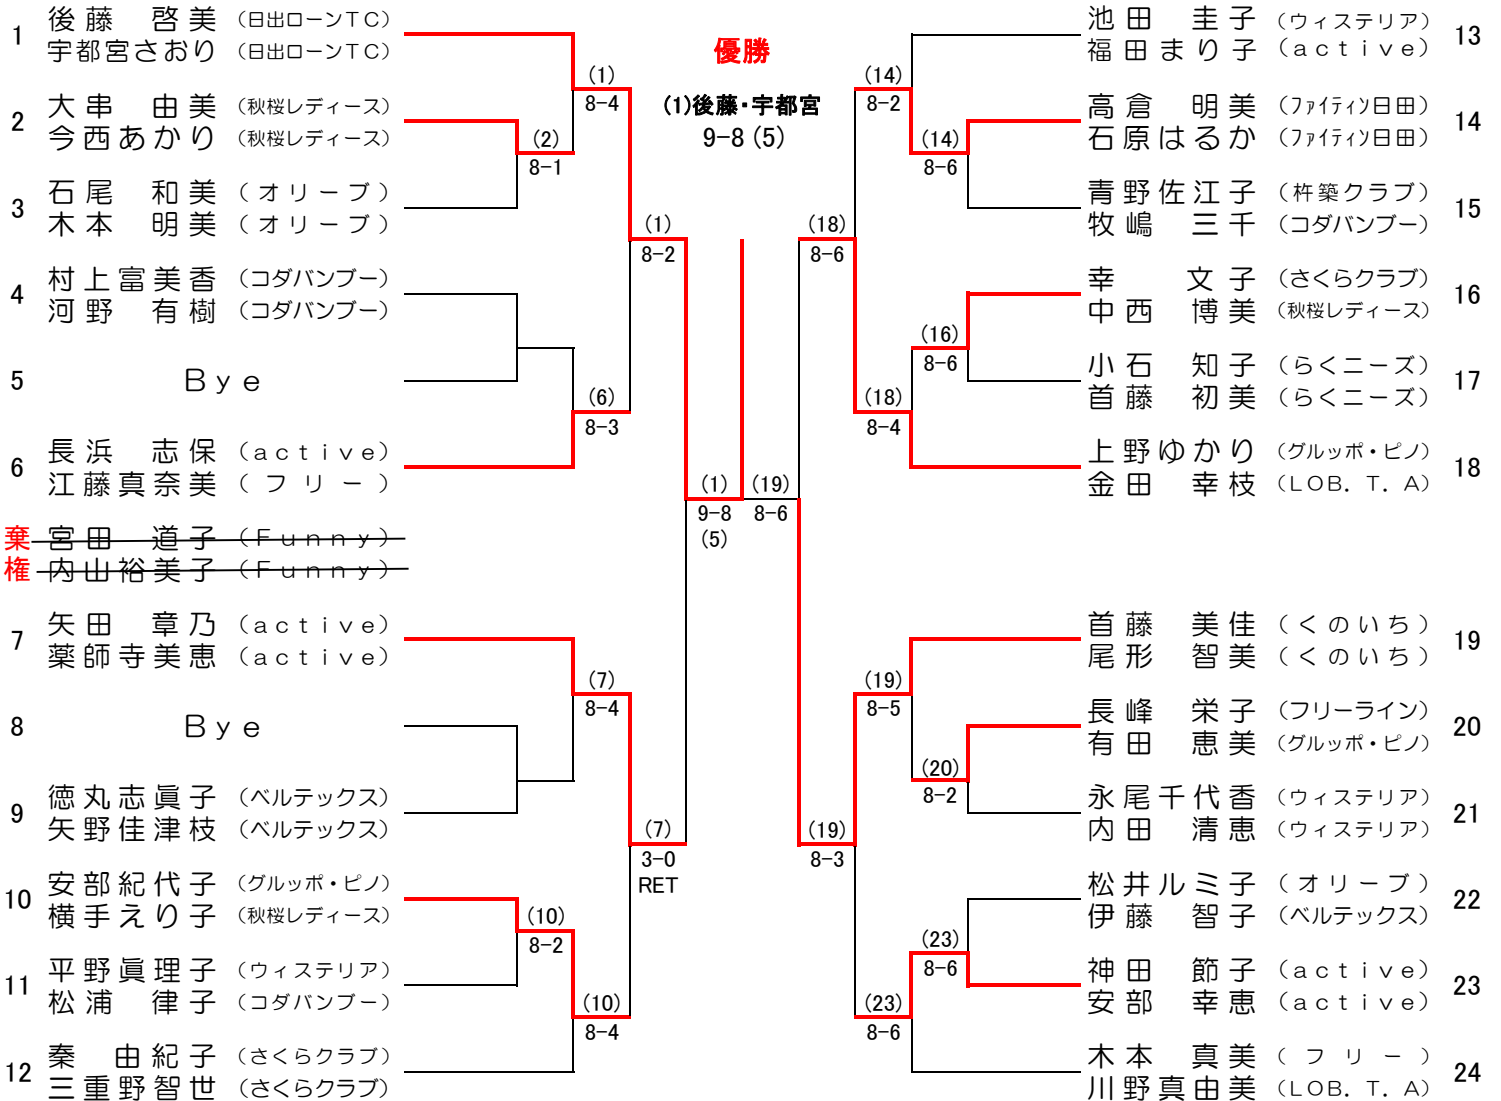 1 後藤 啓美 (日出ローンTC)
宇都宮さおり (日出ローンTC)
2 大串 由美 (秋桜レディース)
今西あかり (秋桜レディース)
3 石尾 和美 (オリーブ)
木本 明美 (オリーブ)
4 村上富美香 (コダバンブー)
河野 有樹 (コダバンブー)
5 Bye
6 長浜 志保 (active)
江藤真奈美 (フリー)
棄 宮田 道子 (Funny)
権 内山裕美子 (Funny)
7 矢田 章乃 (active)
薬師寺美恵 (active)
8 Bye
9 徳丸志眞子 (ベルテックス)
矢野佳津枝 (ベルテックス)
10 安部紀代子 (グルッポ・ピノ)
横手えり子 (秋桜レディース)
11 平野眞理子 (ウィステリア)
松浦 律子 (コダバンブー)
12 秦 由紀子 (さくらクラブ)
三重野智世 (さくらクラブ)
(2)
8-1
(10)
8-2
(1)
8-4
(6)
8-3
(7)
8-4
(10)
8-4
(1)
8-2
(7)
3-0
RET
(1)
9-8
(5)
優勝
(1)後藤・宇都宮
9-8 (5)
(19)
8-6
(18)
8-6
(19)
8-3
(14)
8-2
(18)
8-4
(19)
8-5
(23)
8-6
(14)
8-6
(16)
8-6
(20)
8-2
(23)
8-6
池田 圭子 (ウィステリア) 13
福田まり子 (active)
高倉 明美 (ファイティン日田) 14
石原はるか (ファイティン日田)
青野佐江子 (杵築クラブ) 15
牧嶋 三千 (コダバンブー)
幸 文子 (さくらクラブ) 16
中西 博美 (秋桜レディース)
小石 知子 (らくニーズ) 17
首藤 初美 (らくニーズ)
上野ゆかり (グルッポ・ピノ) 18
金田 幸枝 (LOB. T. A)
首藤 美佳 (くのいち) 19
尾形 智美 (くのいち)
長峰 栄子 (フリーライン) 20
有田 恵美 (グルッポ・ピノ)
永尾千代香 (ウィステリア) 21
内田 清恵 (ウィステリア)
松井ルミ子 (オリーブ) 22
伊藤 智子 (ベルテックス)
神田 節子 (active) 23
安部 幸恵 (active)
木本 真美 (フリー) 24
川野真由美 (LOB. T. A)